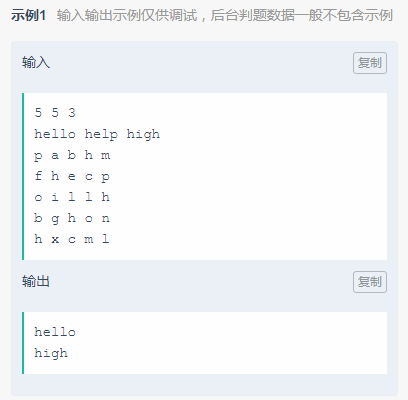 示例1 输入输出示例仅供调试，后台判题数据一般不包含示例
输入 复制
5 5 3
hello help high
p a b h m
f h e c p
o i l l h
b g h o n
h x c m l
输出 复制
hello
high